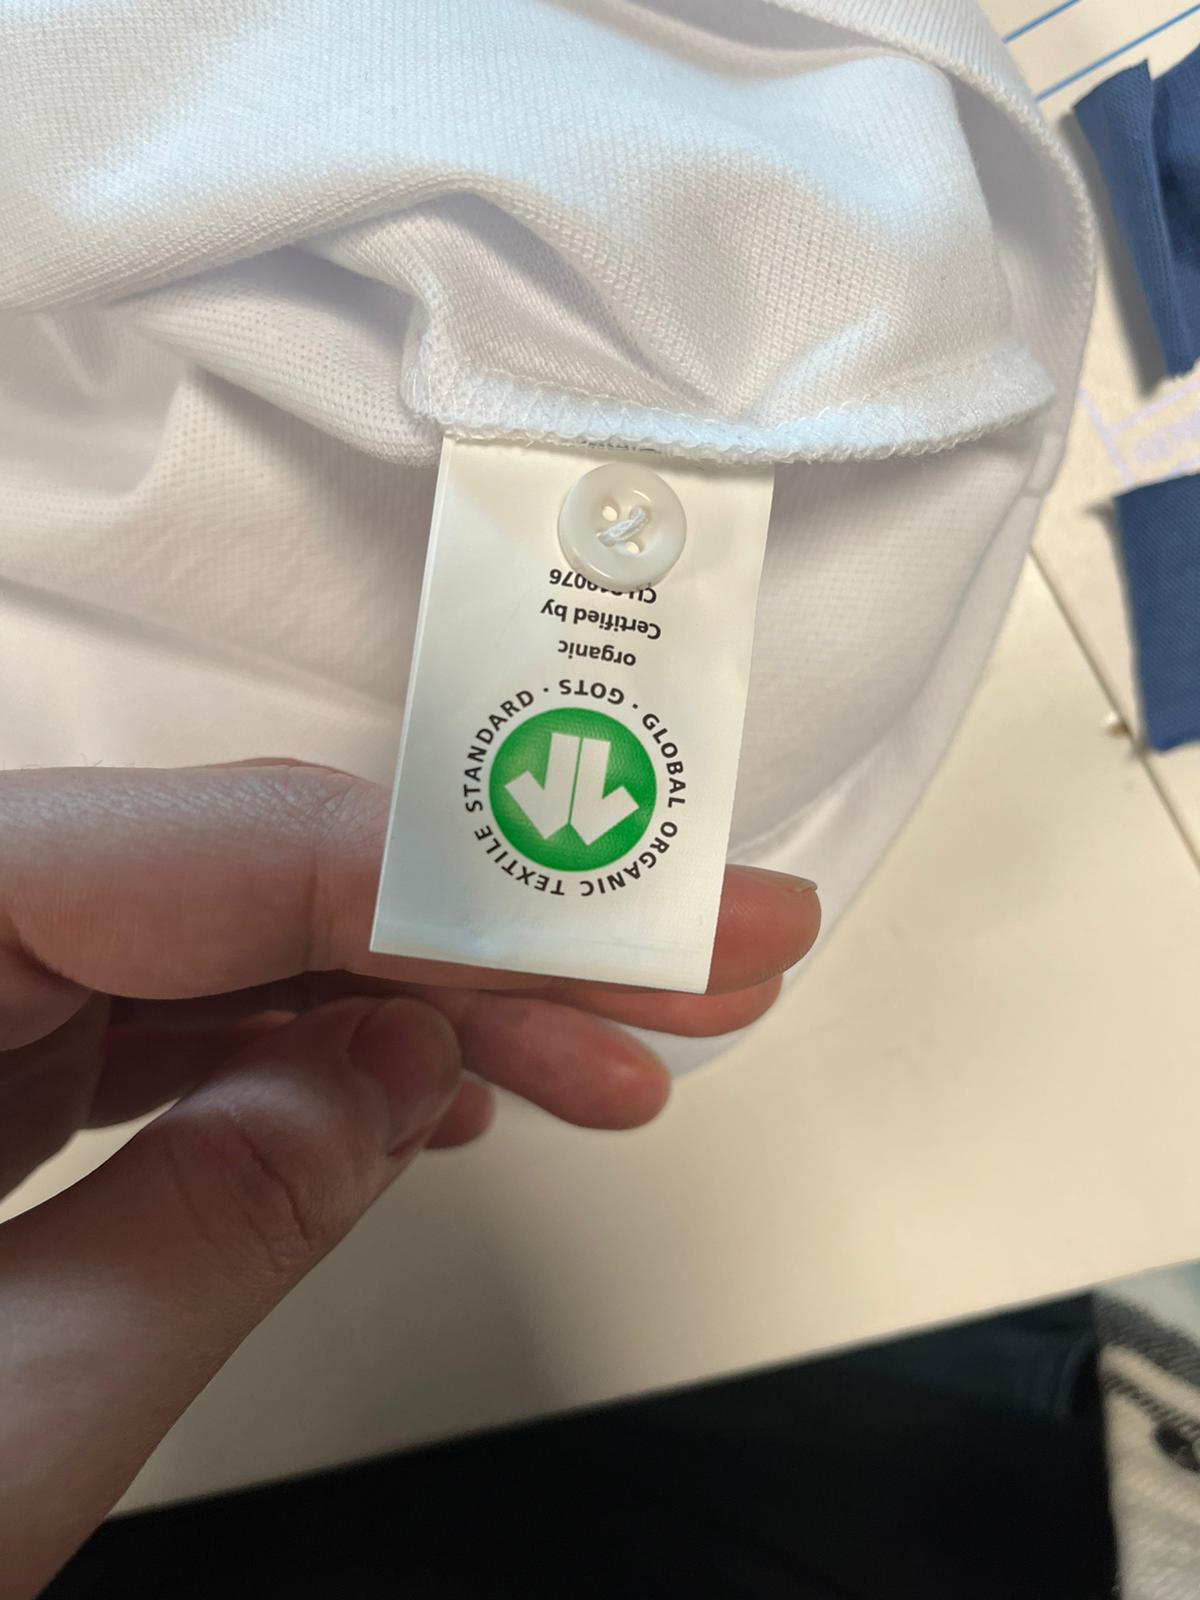 GLOBAL ORGANIC TEXTILE STANDARD · GOTS ·
organic
Certified by